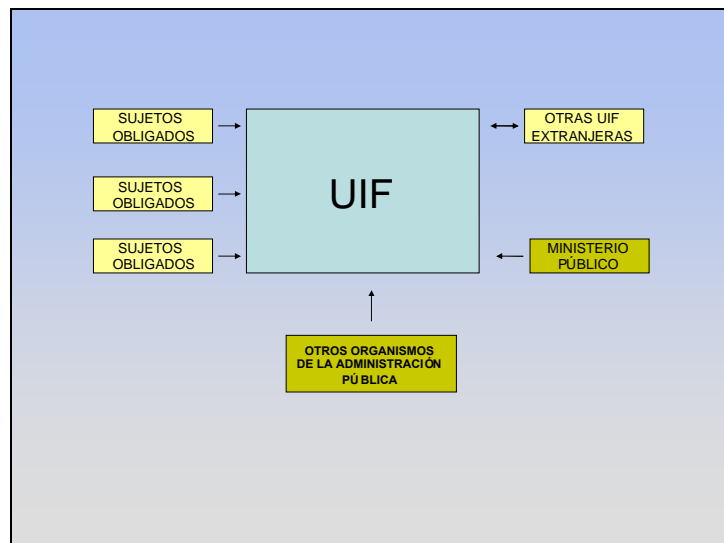 SUJETOS
OBLIGADOS
SUJETOS
OBLIGADOS
SUJETOS
OBLIGADOS
UIF
OTRAS UIF
EXTRANJERAS
MINISTERIO
PÚBLICO
OTROS ORGANISMOS
DE LA ADMINISTRACIÓN
PÚBLICA